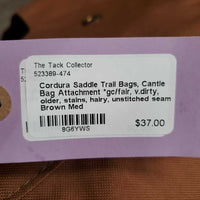 The Tack Collector
523389-474
Cordura Saddle Trail Bags, Cantle
Bag Attachment *gc/fair, v.dirty,
older, stains, hairy, unstitched seam
Brown Med
$37.00
8G6YWS